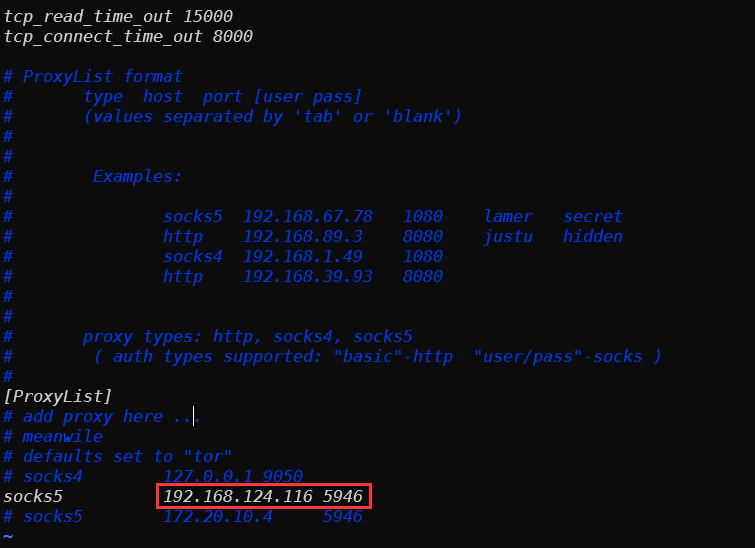 tcp_read_time_out 15000
tcp_connect_time_out 8000
# ProxyList format
#       type  host  port [user pass]
#       (values separated by 'tab' or 'blank')
#
#
#        Examples:
#
#               socks5  192.168.67.78   1080    lamer   secret
#               http    192.168.89.3    8080    justu   hidden
#               socks4  192.168.1.49    1080
#               http    192.168.39.93   8080
#
#
#       proxy types: http, socks4, socks5
#        ( auth types supported: "basic"-http  "user/pass"-socks )
#
[ProxyList]
# add proxy here ...
# meanwile
# defaults set to "tor"
# socks4        127.0.0.1 9050
socks5          192.168.124.116 5946
# socks5        172.20.10.4     5946
~